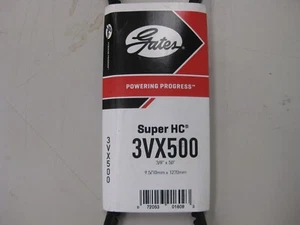 Gates
POWERING PROGRESS™
Super HC®
3VX500
3VX500